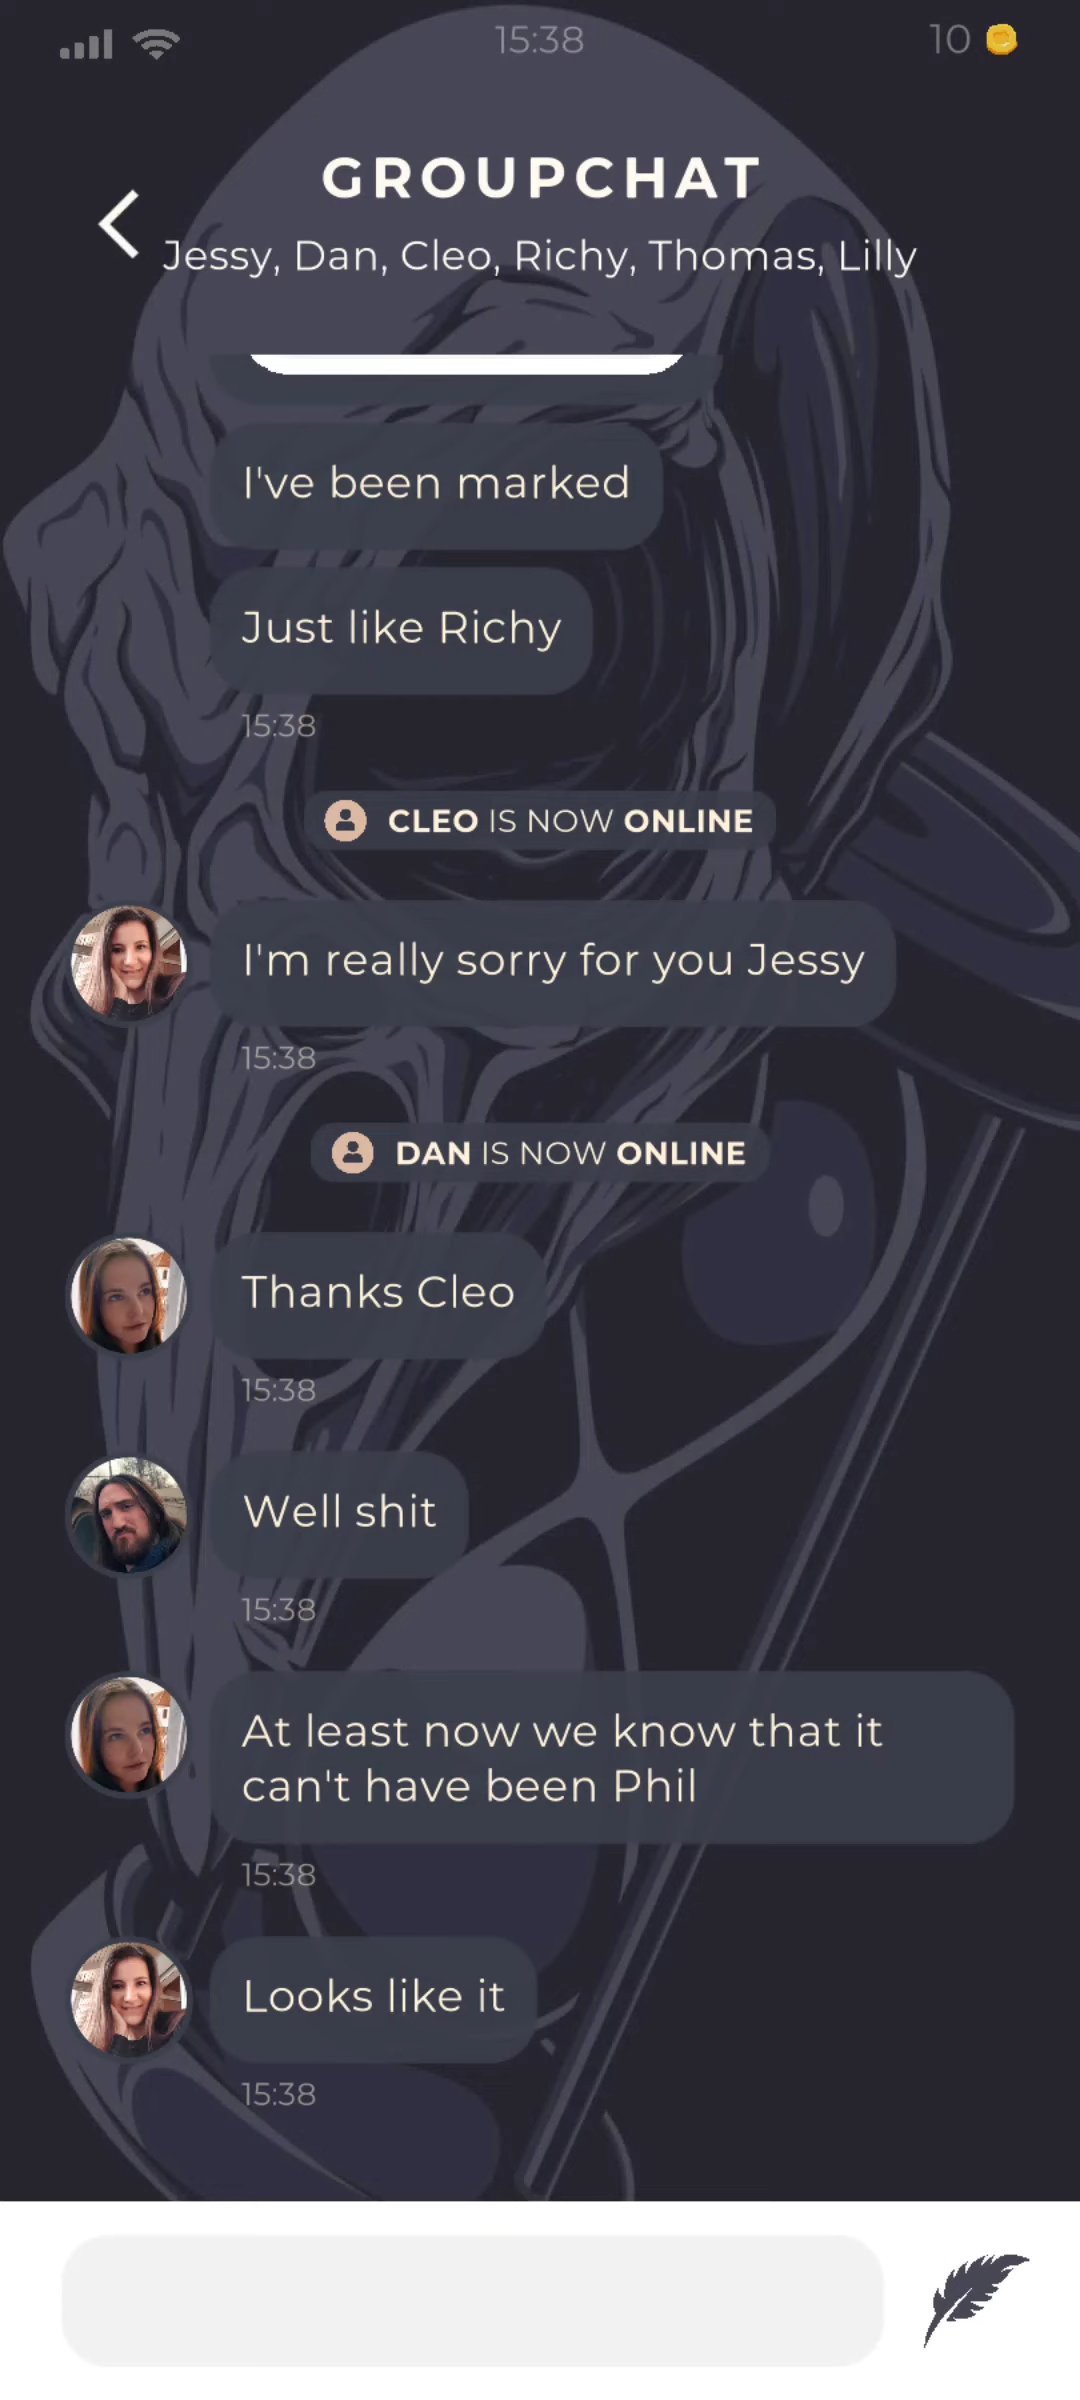 15:38
10
GROUPCHAT
Jessy, Dan, Cleo, Richy, Thomas, Lilly
I've been marked
Just like Richy
15:38
CLEO IS NOW ONLINE
I'm really sorry for you Jessy
15:38
DAN IS NOW ONLINE
Thanks Cleo
15:38
Well shit
15:38
At least now we know that it
can't have been Phil
15:38
Looks like it
15:38